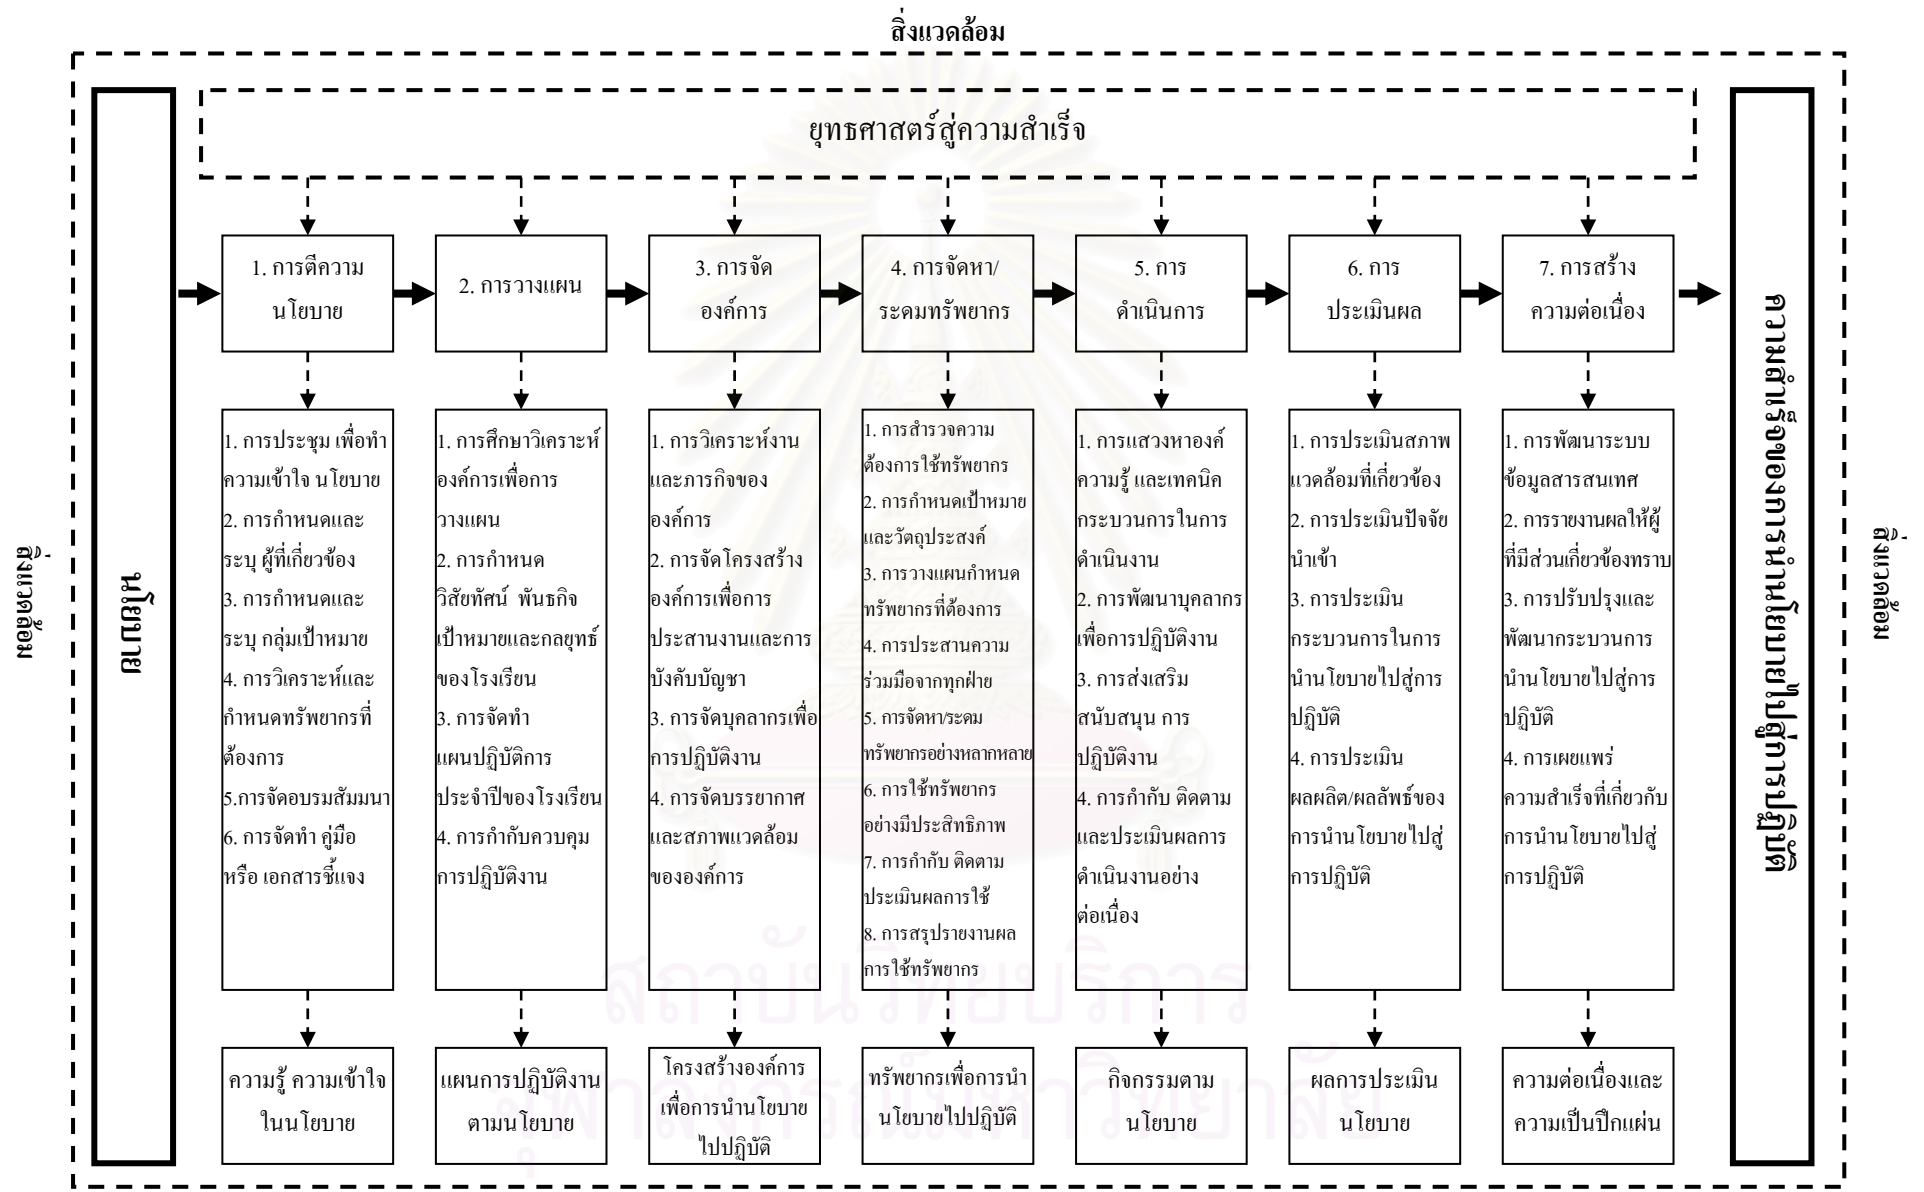 สิ่งแวดล้อม
ยุทธศาสตร์สู่ความสำเร็จ
สิ่งแวดล้อม
นโยบาย
1. การตีความ
นโยบาย
2. การวางแผน
3. การจัด
องค์การ
4. การจัดหา/
ระดมทรัพยากร
5. การ
ดำเนินการ
6. การ
ประเมินผล
7. การสร้าง
ความต่อเนื่อง
1. การประชุม เพื่อทำ
ความเข้าใจ นโยบาย
2. การกำหนดและ
ระบุ ผู้ที่เกี่ยวข้อง
3. การกำหนดและ
ระบุ กลุ่มเป้าหมาย
4. การวิเคราะห์และ
กำหนดทรัพยากรที่
ต้องการ
5.การจัดอบรมสัมมนา
6. การจัดทำ คู่มือ
หรือ เอกสารชี้แจง
1. การศึกษาวิเคราะห์
องค์การเพื่อการ
วางแผน
2. การกำหนด
วิสัยทัศน์ พันธกิจ
เป้าหมายและกลยุทธ์
ของโรงเรียน
3. การจัดทำ
แผนปฏิบัติการ
ประจำปีของโรงเรียน
4. การกำกับควบคุม
การปฏิบัติงาน
1. การวิเคราะห์งาน
และภารกิจของ
องค์การ
2. การจัดโครงสร้าง
องค์การเพื่อการ
ประสานงานและการ
บังคับบัญชา
3. การจัดบุคลากรเพื่อ
การปฏิบัติงาน
4. การจัดบรรยากาศ
และสภาพแวดล้อม
ขององค์การ
1. การสำรวจความ
ต้องการใช้ทรัพยากร
2. การกำหนดเป้าหมาย
และวัตถุประสงค์
3. การวางแผนกำหนด
ทรัพยากรที่ต้องการ
4. การประสานความ
ร่วมมือจากทุกฝ่าย
5. การจัดหา/ระดม
ทรัพยากรอย่างหลากหลาย
6. การใช้ทรัพยากร
อย่างมีประสิทธิภาพ
7. การกำกับ ติดตาม
ประเมินผลการใช้
8. การสรุปรายงานผล
การใช้ทรัพยากร
1. การแสวงหาองค์
ความรู้ และเทคนิค
กระบวนการในการ
ดำเนินงาน
2. การพัฒนาบุคลากร
เพื่อการปฏิบัติงาน
3. การส่งเสริม
สนับสนุน การ
ปฏิบัติงาน
4. การกำกับ ติดตาม
และประเมินผลการ
ดำเนินงานอย่าง
ต่อเนื่อง
1. การประเมินสภาพ
แวดล้อมที่เกี่ยวข้อง
2. การประเมินปัจจัย
นำเข้า
3. การประเมิน
กระบวนการในการ
นำนโยบายไปสู่การ
ปฏิบัติ
4. การประเมิน
ผลผลิต/ผลลัพธ์ของ
การนำนโยบายไปสู่
การปฏิบัติ
1. การพัฒนาระบบ
ข้อมูลสารสนเทศ
2. การรายงานผลให้ผู้
ที่มีส่วนเกี่ยวข้องทราบ
3. การปรับปรุงและ
พัฒนากระบวนการ
นำนโยบายไปสู่การ
ปฏิบัติ
4. การเผยแพร่
ความสำเร็จที่เกี่ยวกับ
การนำนโยบายไปสู่
การปฏิบัติ
ความรู้ ความเข้าใจ
ในนโยบาย
แผนการปฏิบัติงาน
ตามนโยบาย
โครงสร้างองค์การ
เพื่อการนำนโยบาย
ไปปฏิบัติ
ทรัพยากรเพื่อการนำ
นโยบายไปปฏิบัติ
กิจกรรมตาม
นโยบาย
ผลการประเมิน
นโยบาย
ความต่อเนื่องและ
ความเป็นปึกแผ่น
ความสำเร็จของการนำนโยบายไปสู่การปฏิบัติ
สิ่งแวดล้อม
สถาบันวิทยบริการ
จุฬาลงกรณ์มหาวิทยาลัย